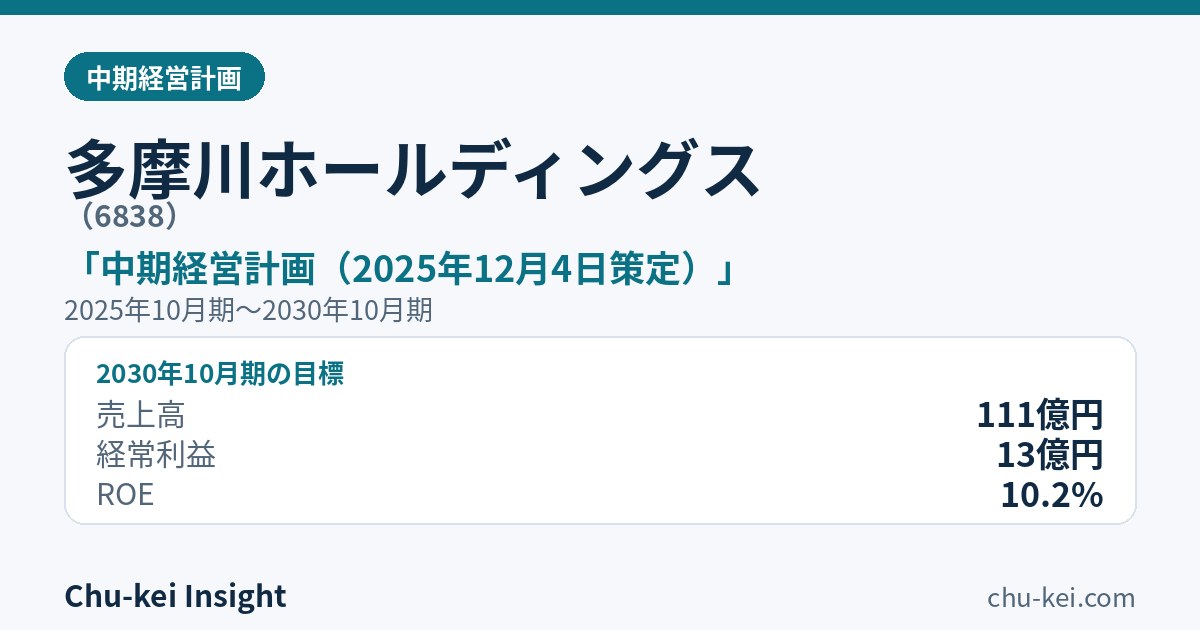 中期経営計画
多摩川ホールディングス
（6838）
「中期経営計画（2025年12月4日策定）」
2025年10月期〜2030年10月期
2030年10月期の目標
売上高 111億円
経常利益 13億円
ROE 10.2%
Chu-kei Insight chu-kei.com